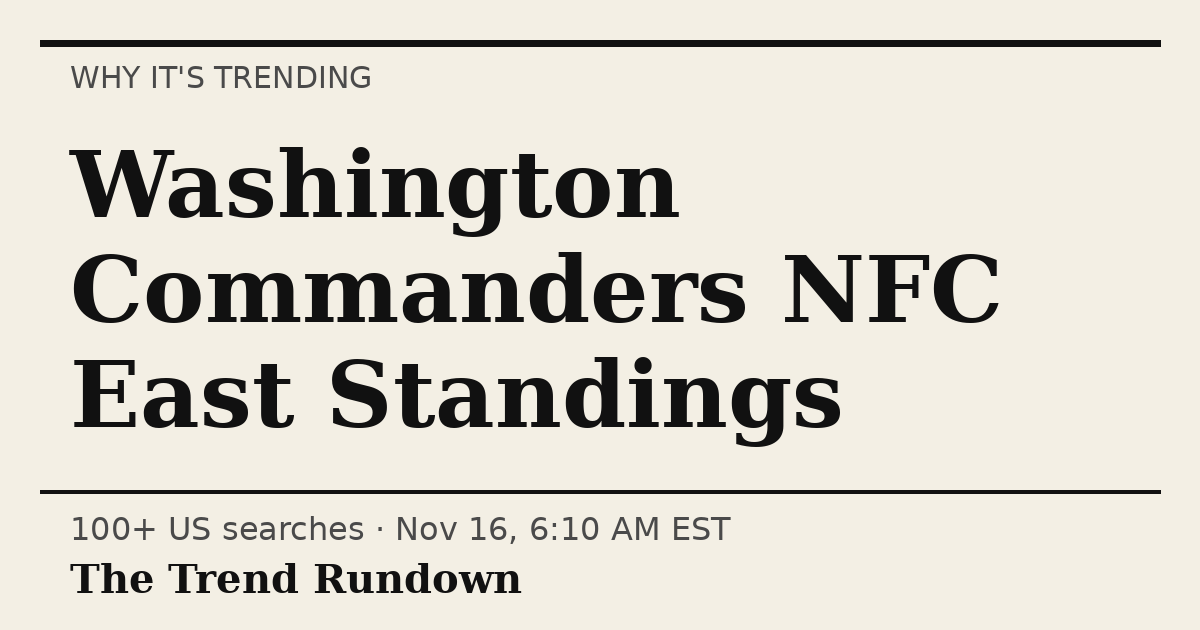 WHY IT'S TRENDING
Washington
Commanders NFC
East Standings
100+ US searches · Nov 16, 6:10 AM EST
The Trend Rundown